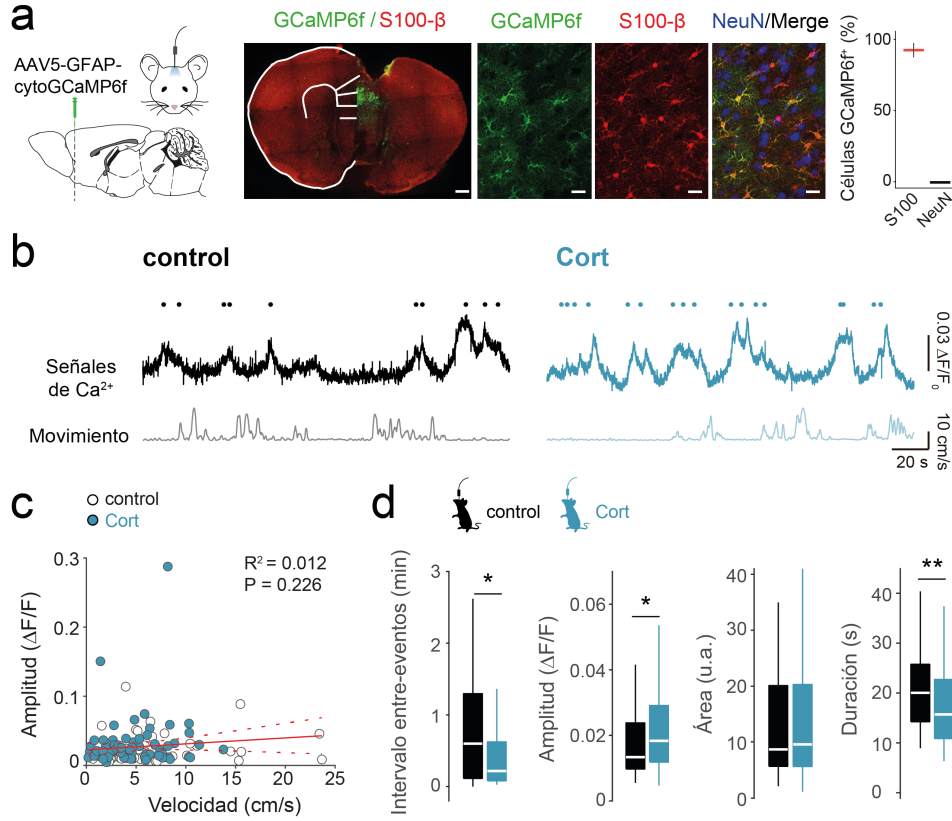 a
AAV5-GFAP-
cytoGCaMP6f
GCaMP6f / S100-β
GCaMP6f
S100-β
NeuN/Merge
Células GCaMP6f⁺ (%)
100
50
0
S100
NeuN
b
control
Cort
Señales
de Ca²⁺
Movimiento
0.03 ΔF/F₀
10 cm/s
20 s
c
control
Cort
R² = 0.012
P = 0.226
Amplitud (ΔF/F)
0.3
0.2
0.1
0
0
5
10
15
20
25
Velocidad (cm/s)
d
control
Cort
Intervalo entre-eventos (min)
3
2
1
0
*
Amplitud (ΔF/F)
0.06
0.04
0.02
0
*
Área (u.a.)
40
30
20
10
0
Duración (s)
40
30
20
10
0
**